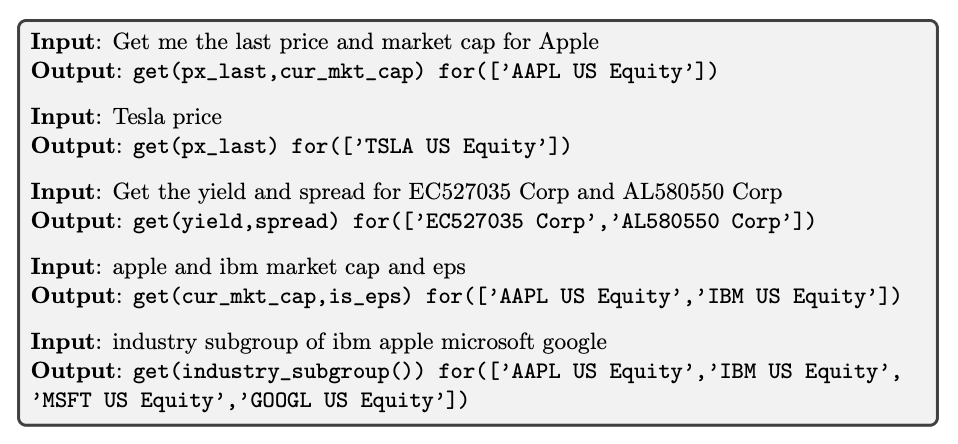 Input: Get me the last price and market cap for Apple
Output: get(px_last,cur_mkt_cap) for(['AAPL US Equity'])
Input: Tesla price
Output: get(px_last) for(['TSLA US Equity'])
Input: Get the yield and spread for EC527035 Corp and AL580550 Corp
Output: get(yield,spread) for(['EC527035 Corp','AL580550 Corp'])
Input: apple and ibm market cap and eps
Output: get(cur_mkt_cap,is_eps) for(['AAPL US Equity','IBM US Equity'])
Input: industry subgroup of ibm apple microsoft google
Output: get(industry_subgroup()) for(['AAPL US Equity','IBM US Equity',
'MSFT US Equity','GOOGL US Equity'])